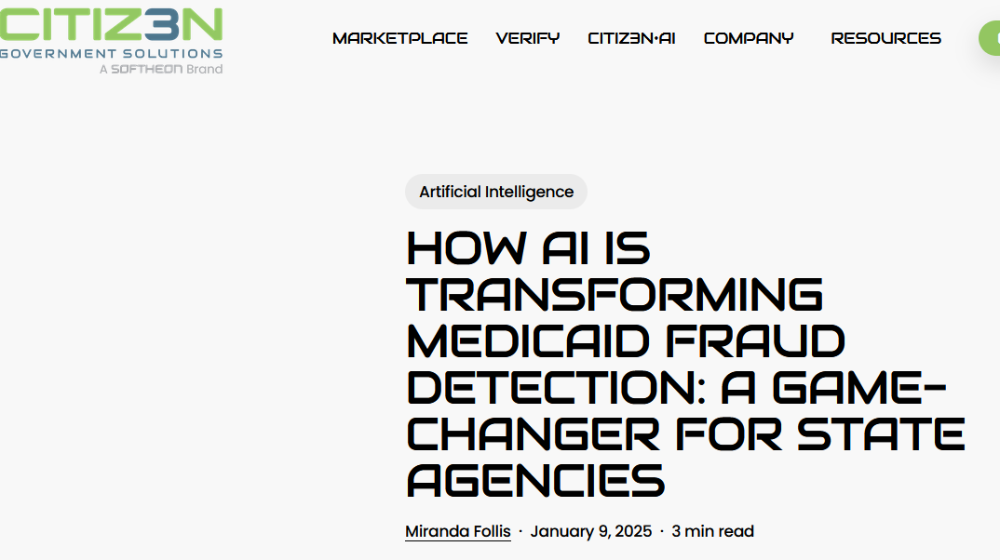 CITIZ3N
GOVERNMENT SOLUTIONS
A SOFTHEON Brand
MARKETPLACE VERIFY CITIZ3N•AI COMPANY RESOURCES
Artificial Intelligence
HOW AI IS
TRANSFORMING
MEDICAID FRAUD
DETECTION: A GAME-
CHANGER FOR STATE
AGENCIES
Miranda Follis · January 9, 2025 · 3 min read